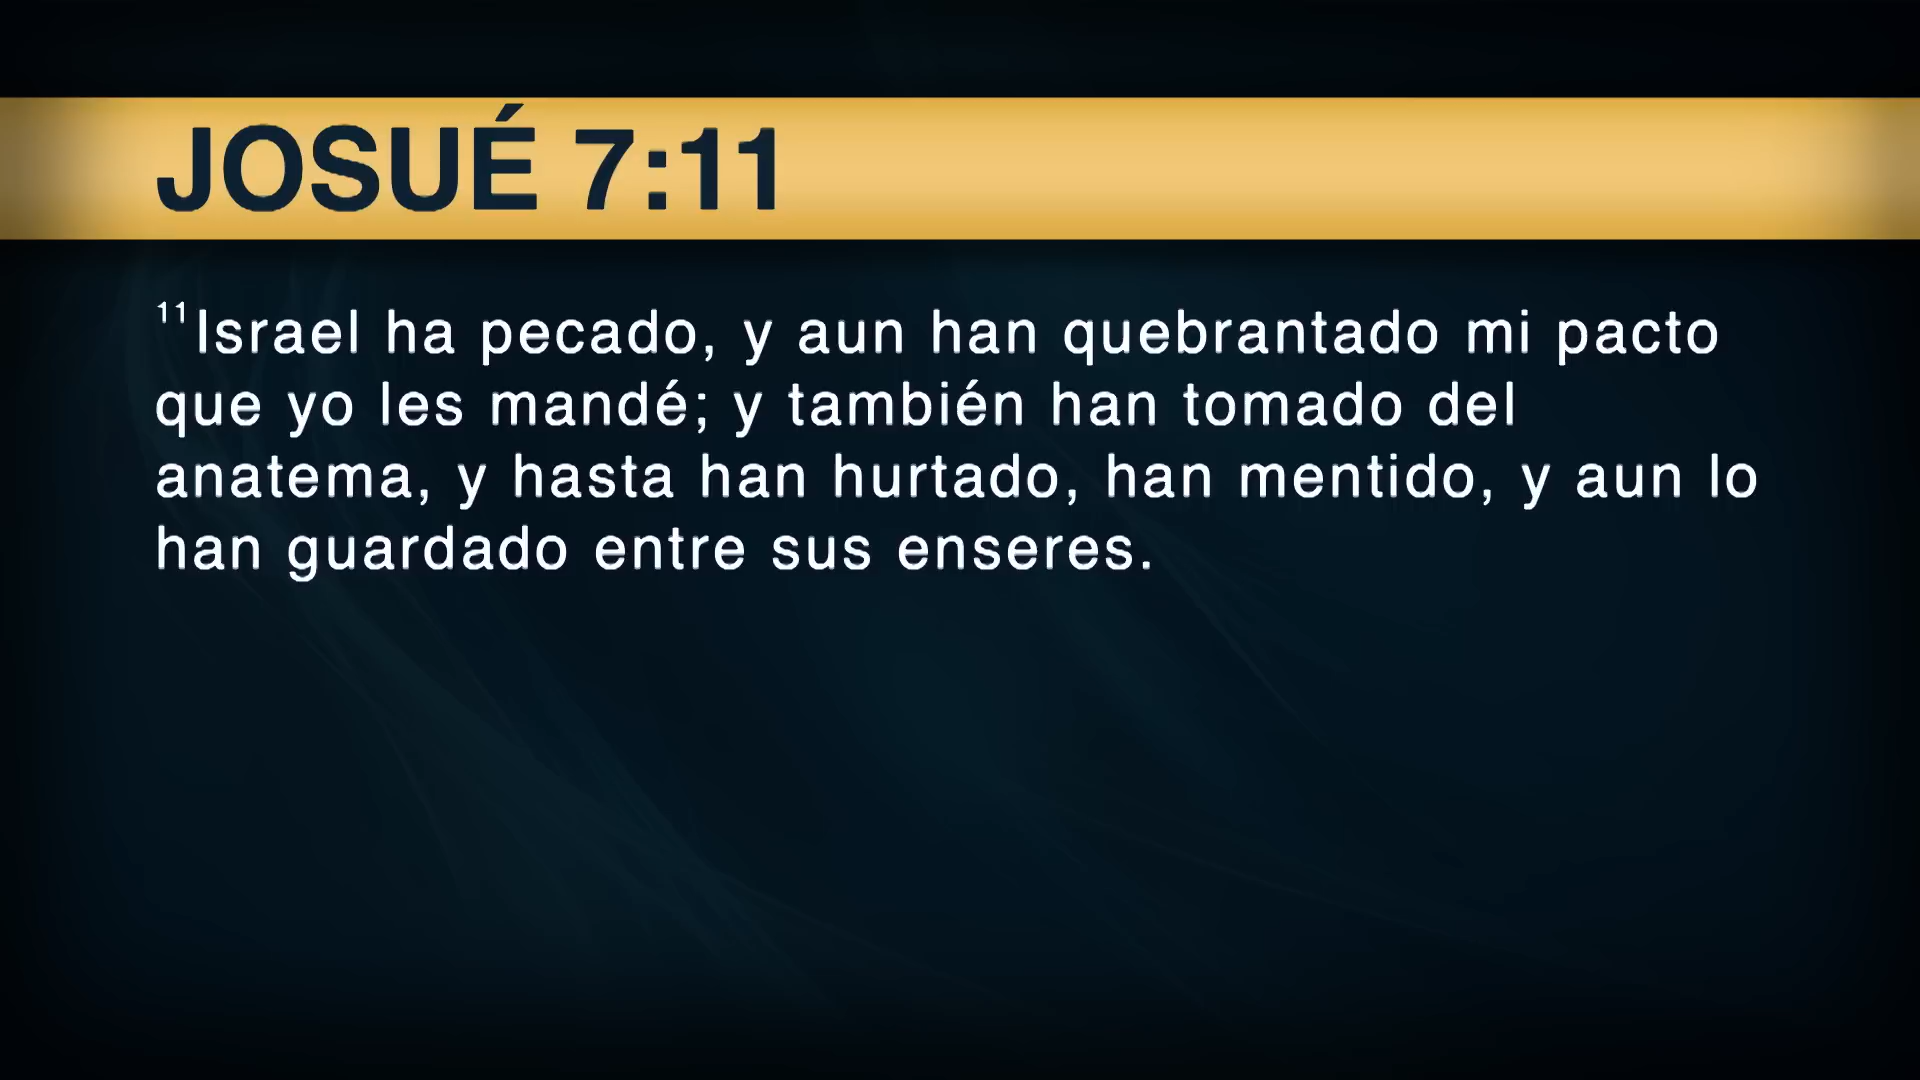 JOSUÉ 7:11
11Israel ha pecado, y aun han quebrantado mi pacto
que yo les mandé; y también han tomado del
anatema, y hasta han hurtado, han mentido, y aun lo
han guardado entre sus enseres.